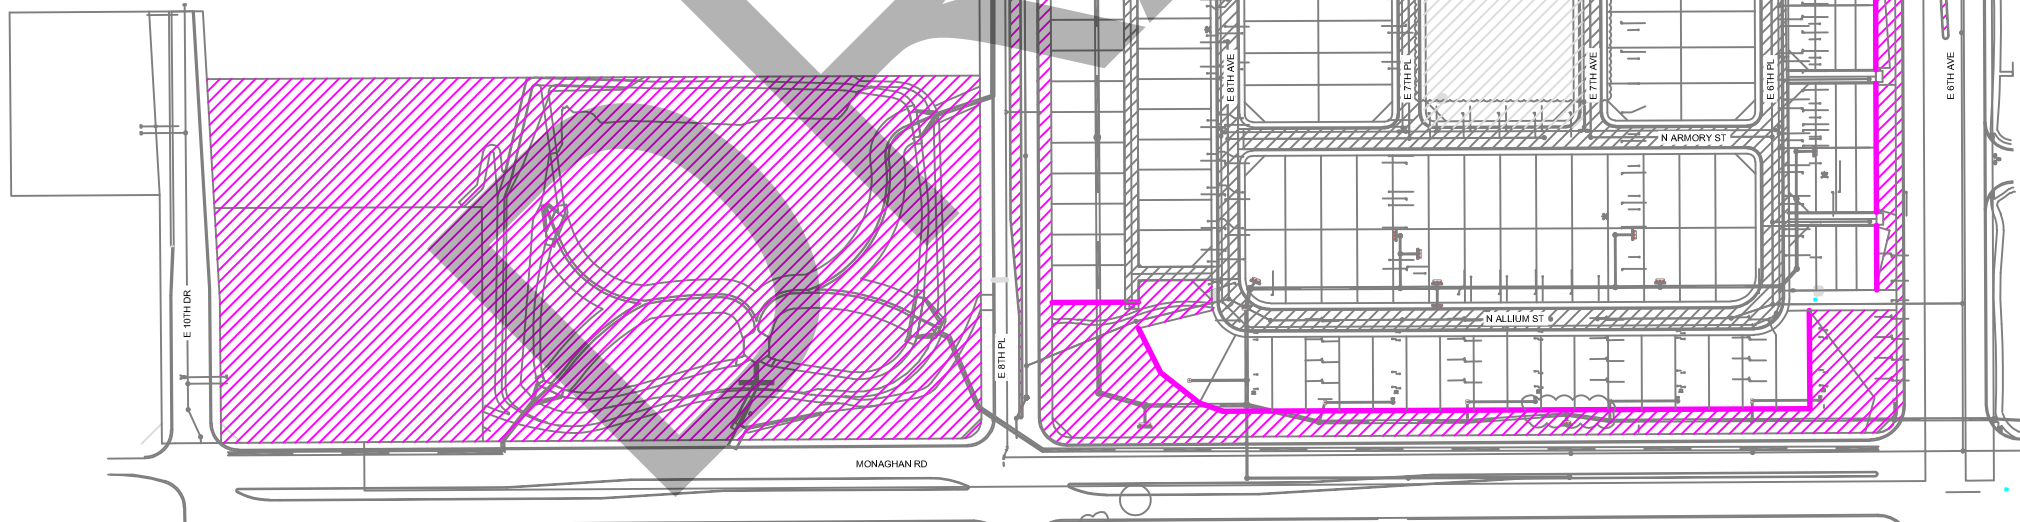 E 8TH AVE
E 7TH PL
E 7TH AVE
E 6TH PL
E 6TH AVE
N ARMORY ST
E 10TH DR
N ALLIUM ST
E 8TH PL
MONAGHAN RD